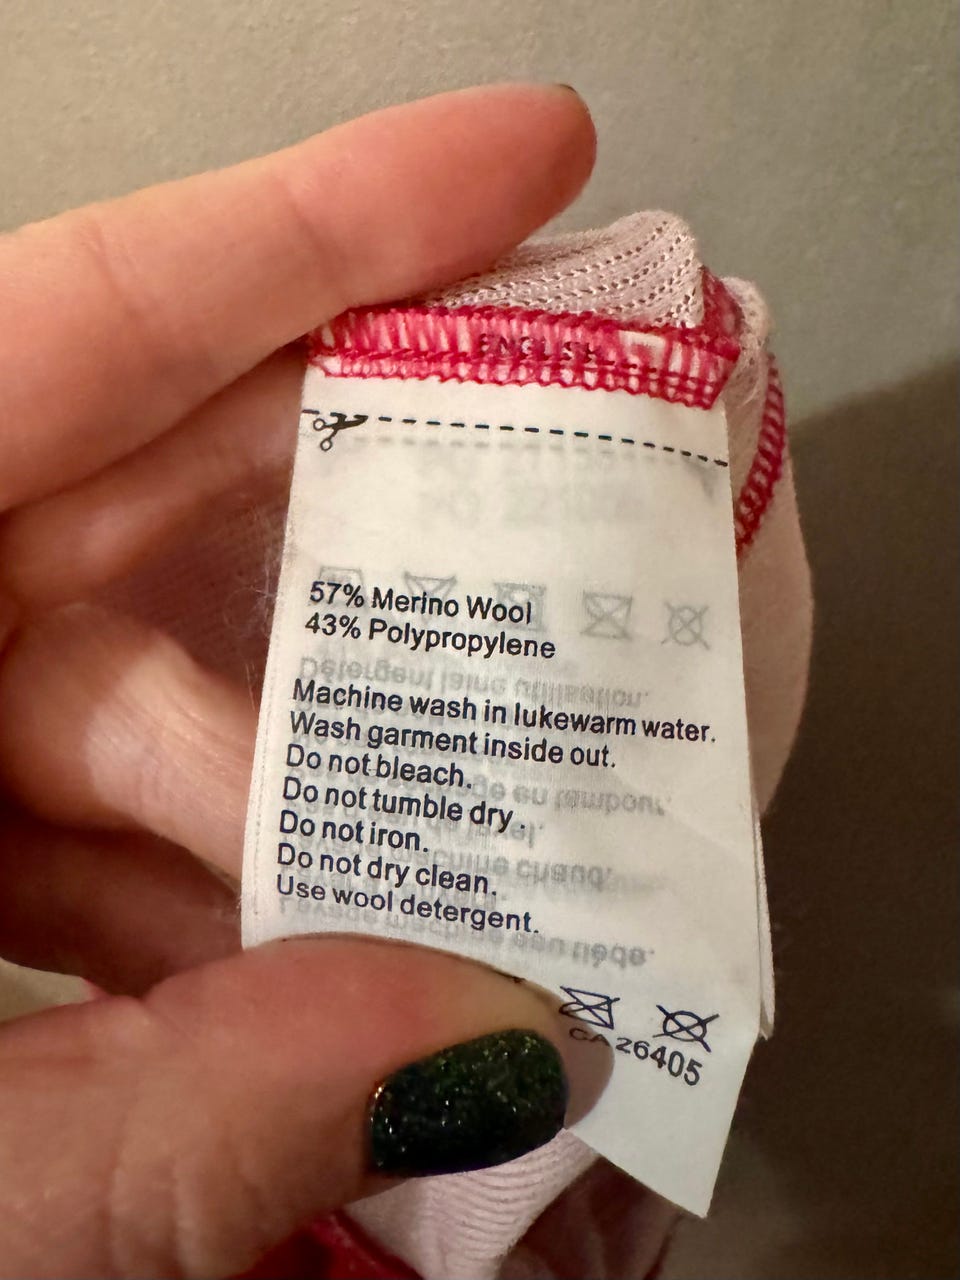 ENGLISH
57% Merino Wool
43% Polypropylene
Machine wash in lukewarm water.
Wash garment inside out.
Do not bleach.
Do not tumble dry.
Do not iron.
Do not dry clean.
Use wool detergent.
CA 26405